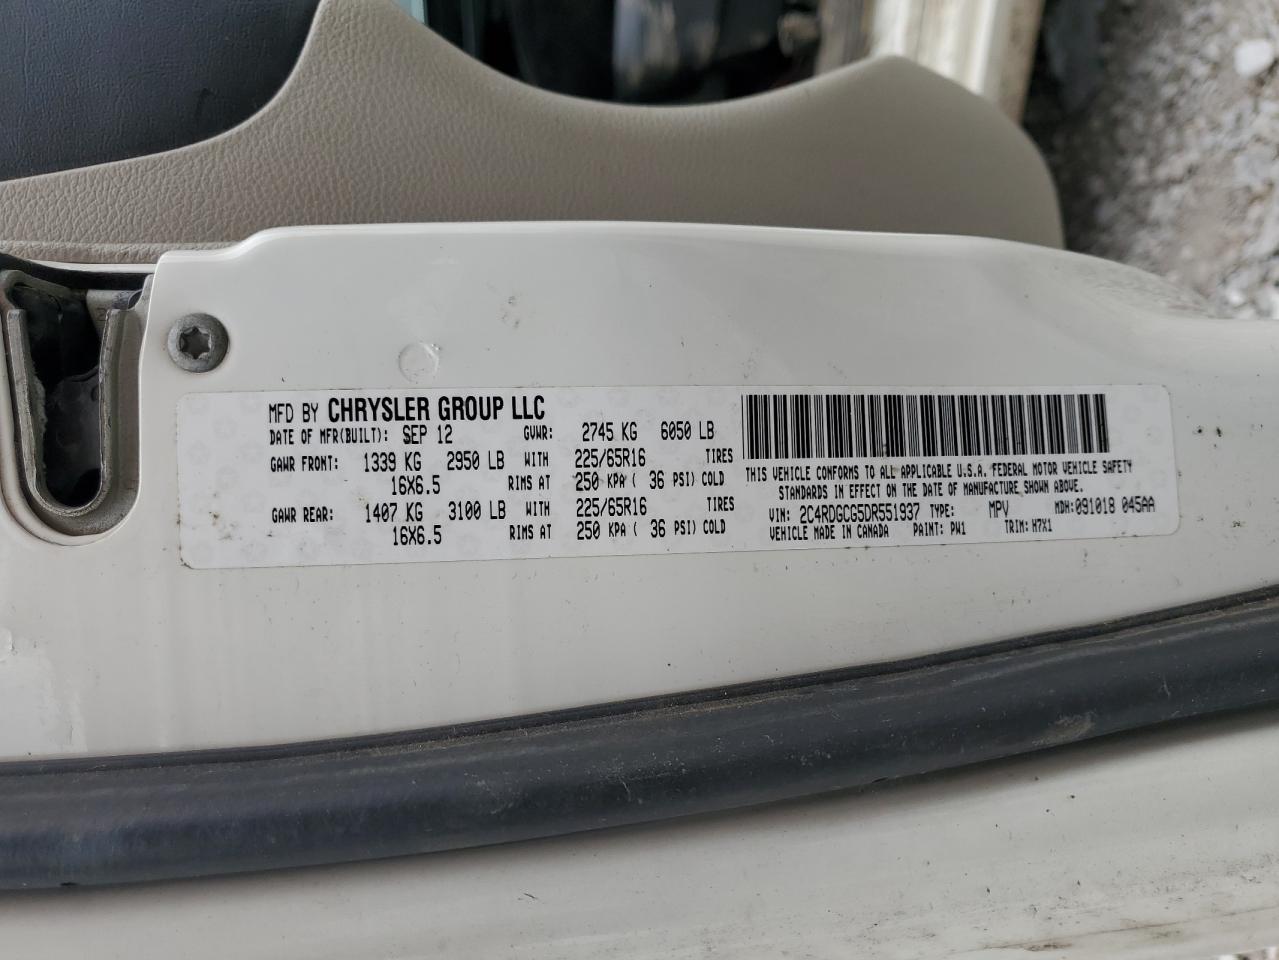 MFD BY CHRYSLER GROUP LLC
DATE OF MFR(BUILT): SEP 12 GVWR: 2745 KG 6050 LB
GAWR FRONT: 1339 KG 2950 LB WITH 225/65R16 TIRES
16X6.5 RIMS AT 250 KPA ( 36 PSI) COLD
GAWR REAR: 1407 KG 3100 LB WITH 225/65R16 TIRES
16X6.5 RIMS AT 250 KPA ( 36 PSI) COLD
THIS VEHICLE CONFORMS TO ALL APPLICABLE U.S.A. FEDERAL MOTOR VEHICLE SAFETY
STANDARDS IN EFFECT ON THE DATE OF MANUFACTURE SHOWN ABOVE.
VIN: 2C4RDGCG5DR551937 TYPE: MPV MDH:091018 045AA
VEHICLE MADE IN CANADA PAINT: PW1 TRIM: H7X1